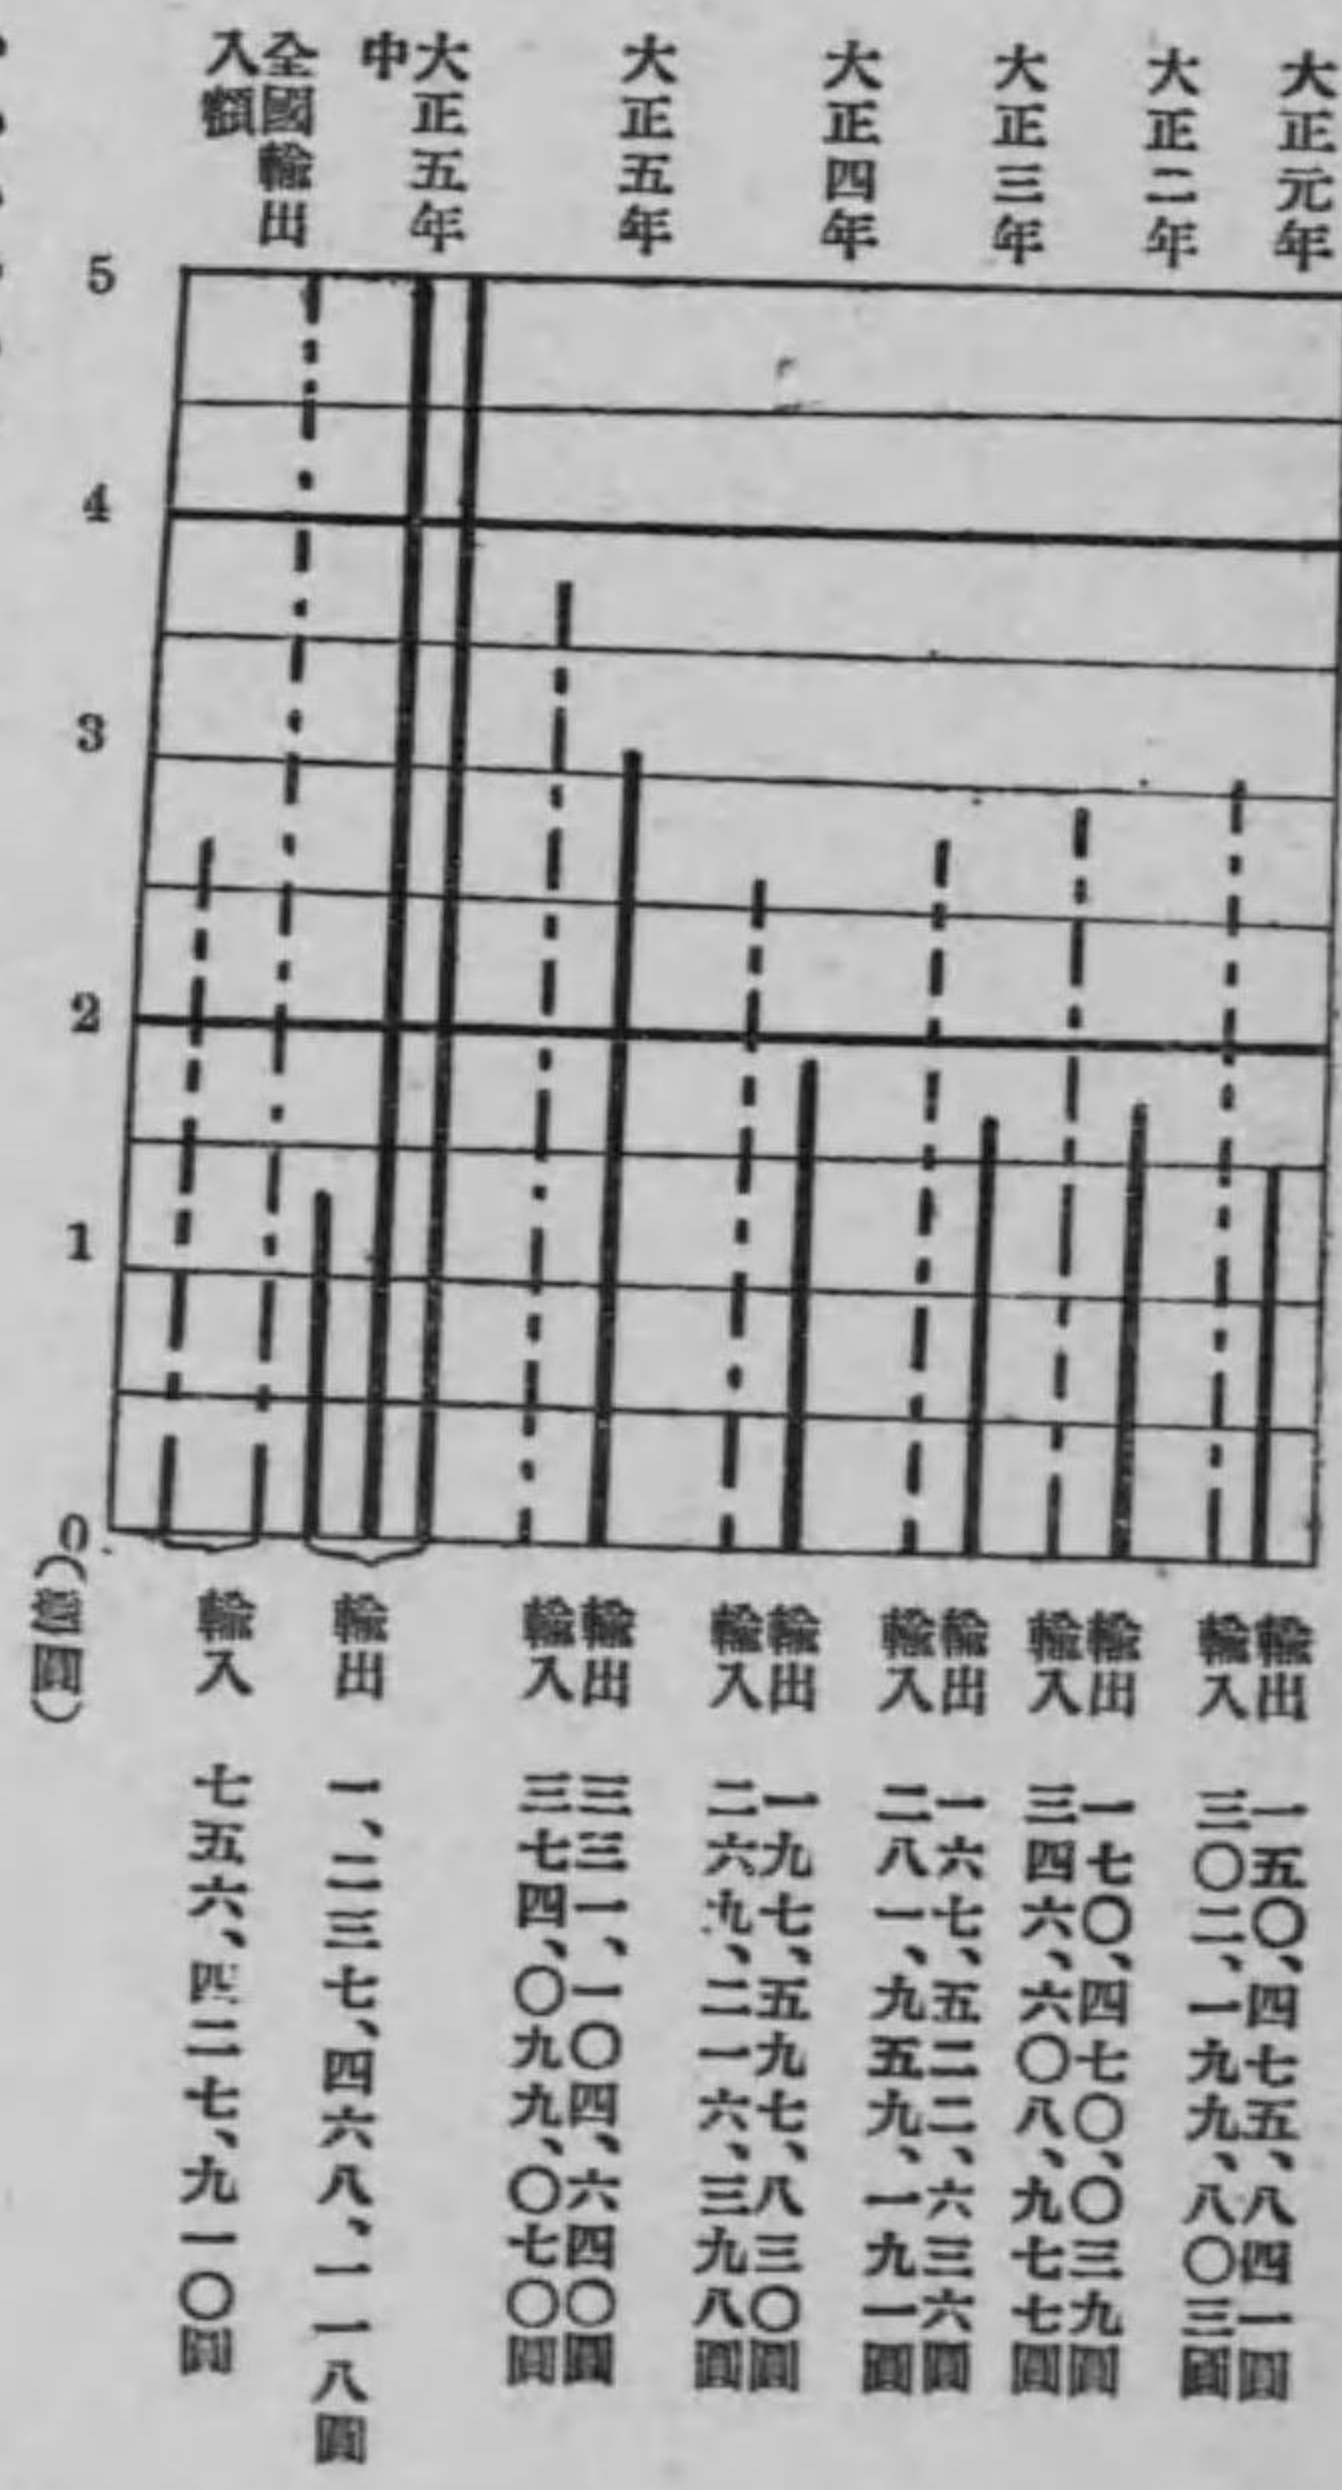 大正元年
大正二年
大正三年
大正四年
大正五年
大正五年
中
全國輸出
入額
5
4
3
2
1
0
(億圓)
輸出 一五〇、四七五、八四一圓
輸入 三〇二、一九九、八〇三圓
輸出 一七〇、四七〇、〇三九圓
輸入 三四六、六〇八、九七七圓
輸出 一六七、五二二、六三六圓
輸入 二八一、九五九、一九一圓
輸出 一九七、五九七、八三〇圓
輸入 二六九、二一六、三九八圓
輸出 三三一、一〇四、六四〇圓
輸入 三七四、〇九九、〇七〇圓
輸出 一、二三七、四六八、一一八圓
輸入 七五六、四二七、九一〇圓